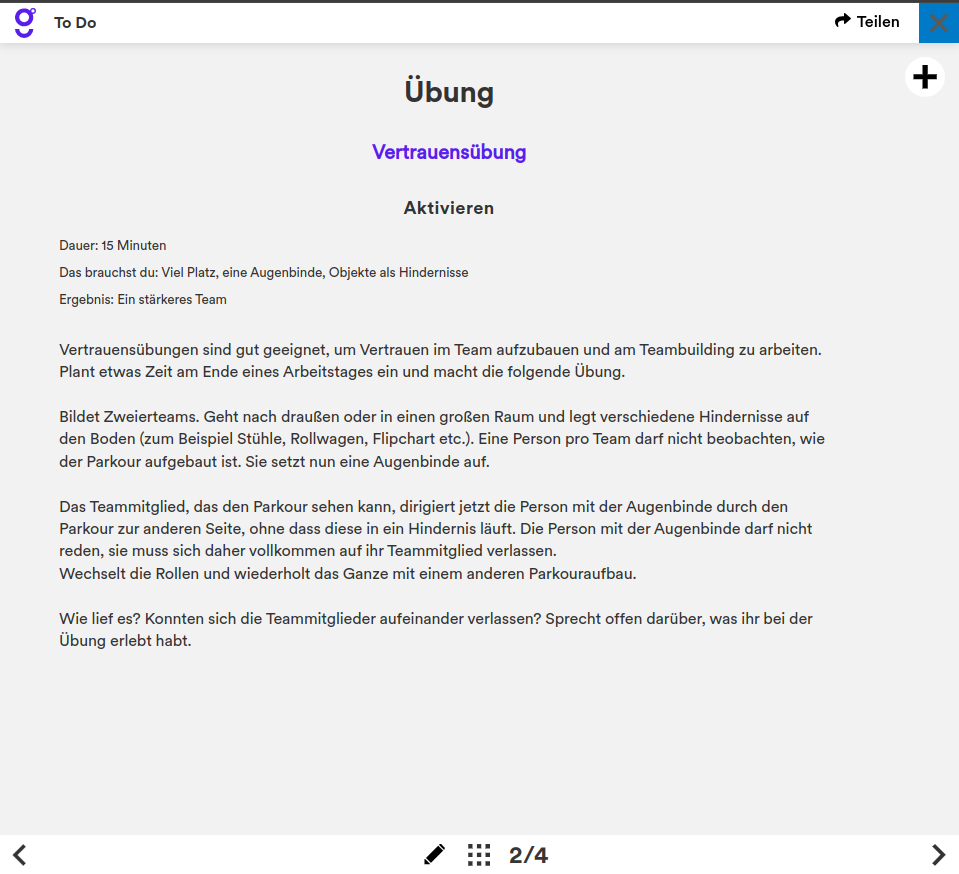 To Do
Teilen
Übung
Vertrauensübung
Aktivieren
Dauer: 15 Minuten
Das brauchst du: Viel Platz, eine Augenbinde, Objekte als Hindernisse
Ergebnis: Ein stärkeres Team
Vertrauensübungen sind gut geeignet, um Vertrauen im Team aufzubauen und am Teambuilding zu arbeiten.
Plant etwas Zeit am Ende eines Arbeitstages ein und macht die folgende Übung.
Bildet Zweierteams. Geht nach draußen oder in einen großen Raum und legt verschiedene Hindernisse auf
den Boden (zum Beispiel Stühle, Rollwagen, Flipchart etc.). Eine Person pro Team darf nicht beobachten, wie
der Parkour aufgebaut ist. Sie setzt nun eine Augenbinde auf.
Das Teammitglied, das den Parkour sehen kann, dirigiert jetzt die Person mit der Augenbinde durch den
Parkour zur anderen Seite, ohne dass diese in ein Hindernis läuft. Die Person mit der Augenbinde darf nicht
reden, sie muss sich daher vollkommen auf ihr Teammitglied verlassen.
Wechselt die Rollen und wiederholt das Ganze mit einem anderen Parkouraufbau.
Wie lief es? Konnten sich die Teammitglieder aufeinander verlassen? Sprecht offen darüber, was ihr bei der
Übung erlebt habt.
2/4